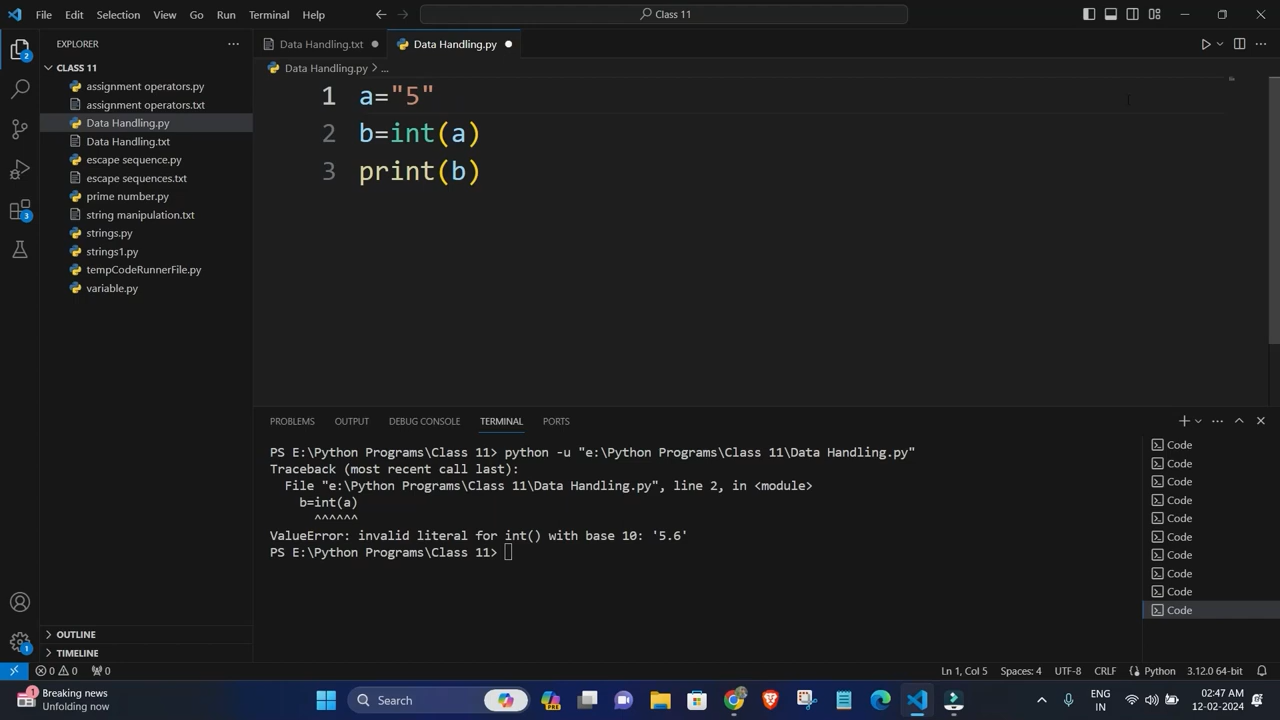 File Edit Selection View Go Run Terminal Help
Class 11
EXPLORER
2
CLASS 11
assignment operators.py
assignment operators.txt
Data Handling.py
Data Handling.txt
escape sequence.py
escape sequences.txt
prime number.py
3
string manipulation.txt
strings.py
strings1.py
tempCodeRunnerFile.py
variable.py
OUTLINE
TIMELINE
1
Data Handling.txt
Data Handling.py
Data Handling.py > ...
1 a="5"
2 b=int(a)
3 print(b)
PROBLEMS OUTPUT DEBUG CONSOLE TERMINAL PORTS
PS E:\Python Programs\Class 11> python -u "e:\Python Programs\Class 11\Data Handling.py"
Traceback (most recent call last):
File "e:\Python Programs\Class 11\Data Handling.py", line 2, in <module>
b=int(a)
^^^^^^
ValueError: invalid literal for int() with base 10: '5.6'
PS E:\Python Programs\Class 11>
Code
Code
Code
Code
Code
Code
Code
Code
Code
Code
0 0 0
Ln 1, Col 5 Spaces: 4 UTF-8 CRLF Python 3.12.0 64-bit
1
Breaking news
Unfolding now
Search
PRE
ENG
IN
02:47 AM
12-02-2024